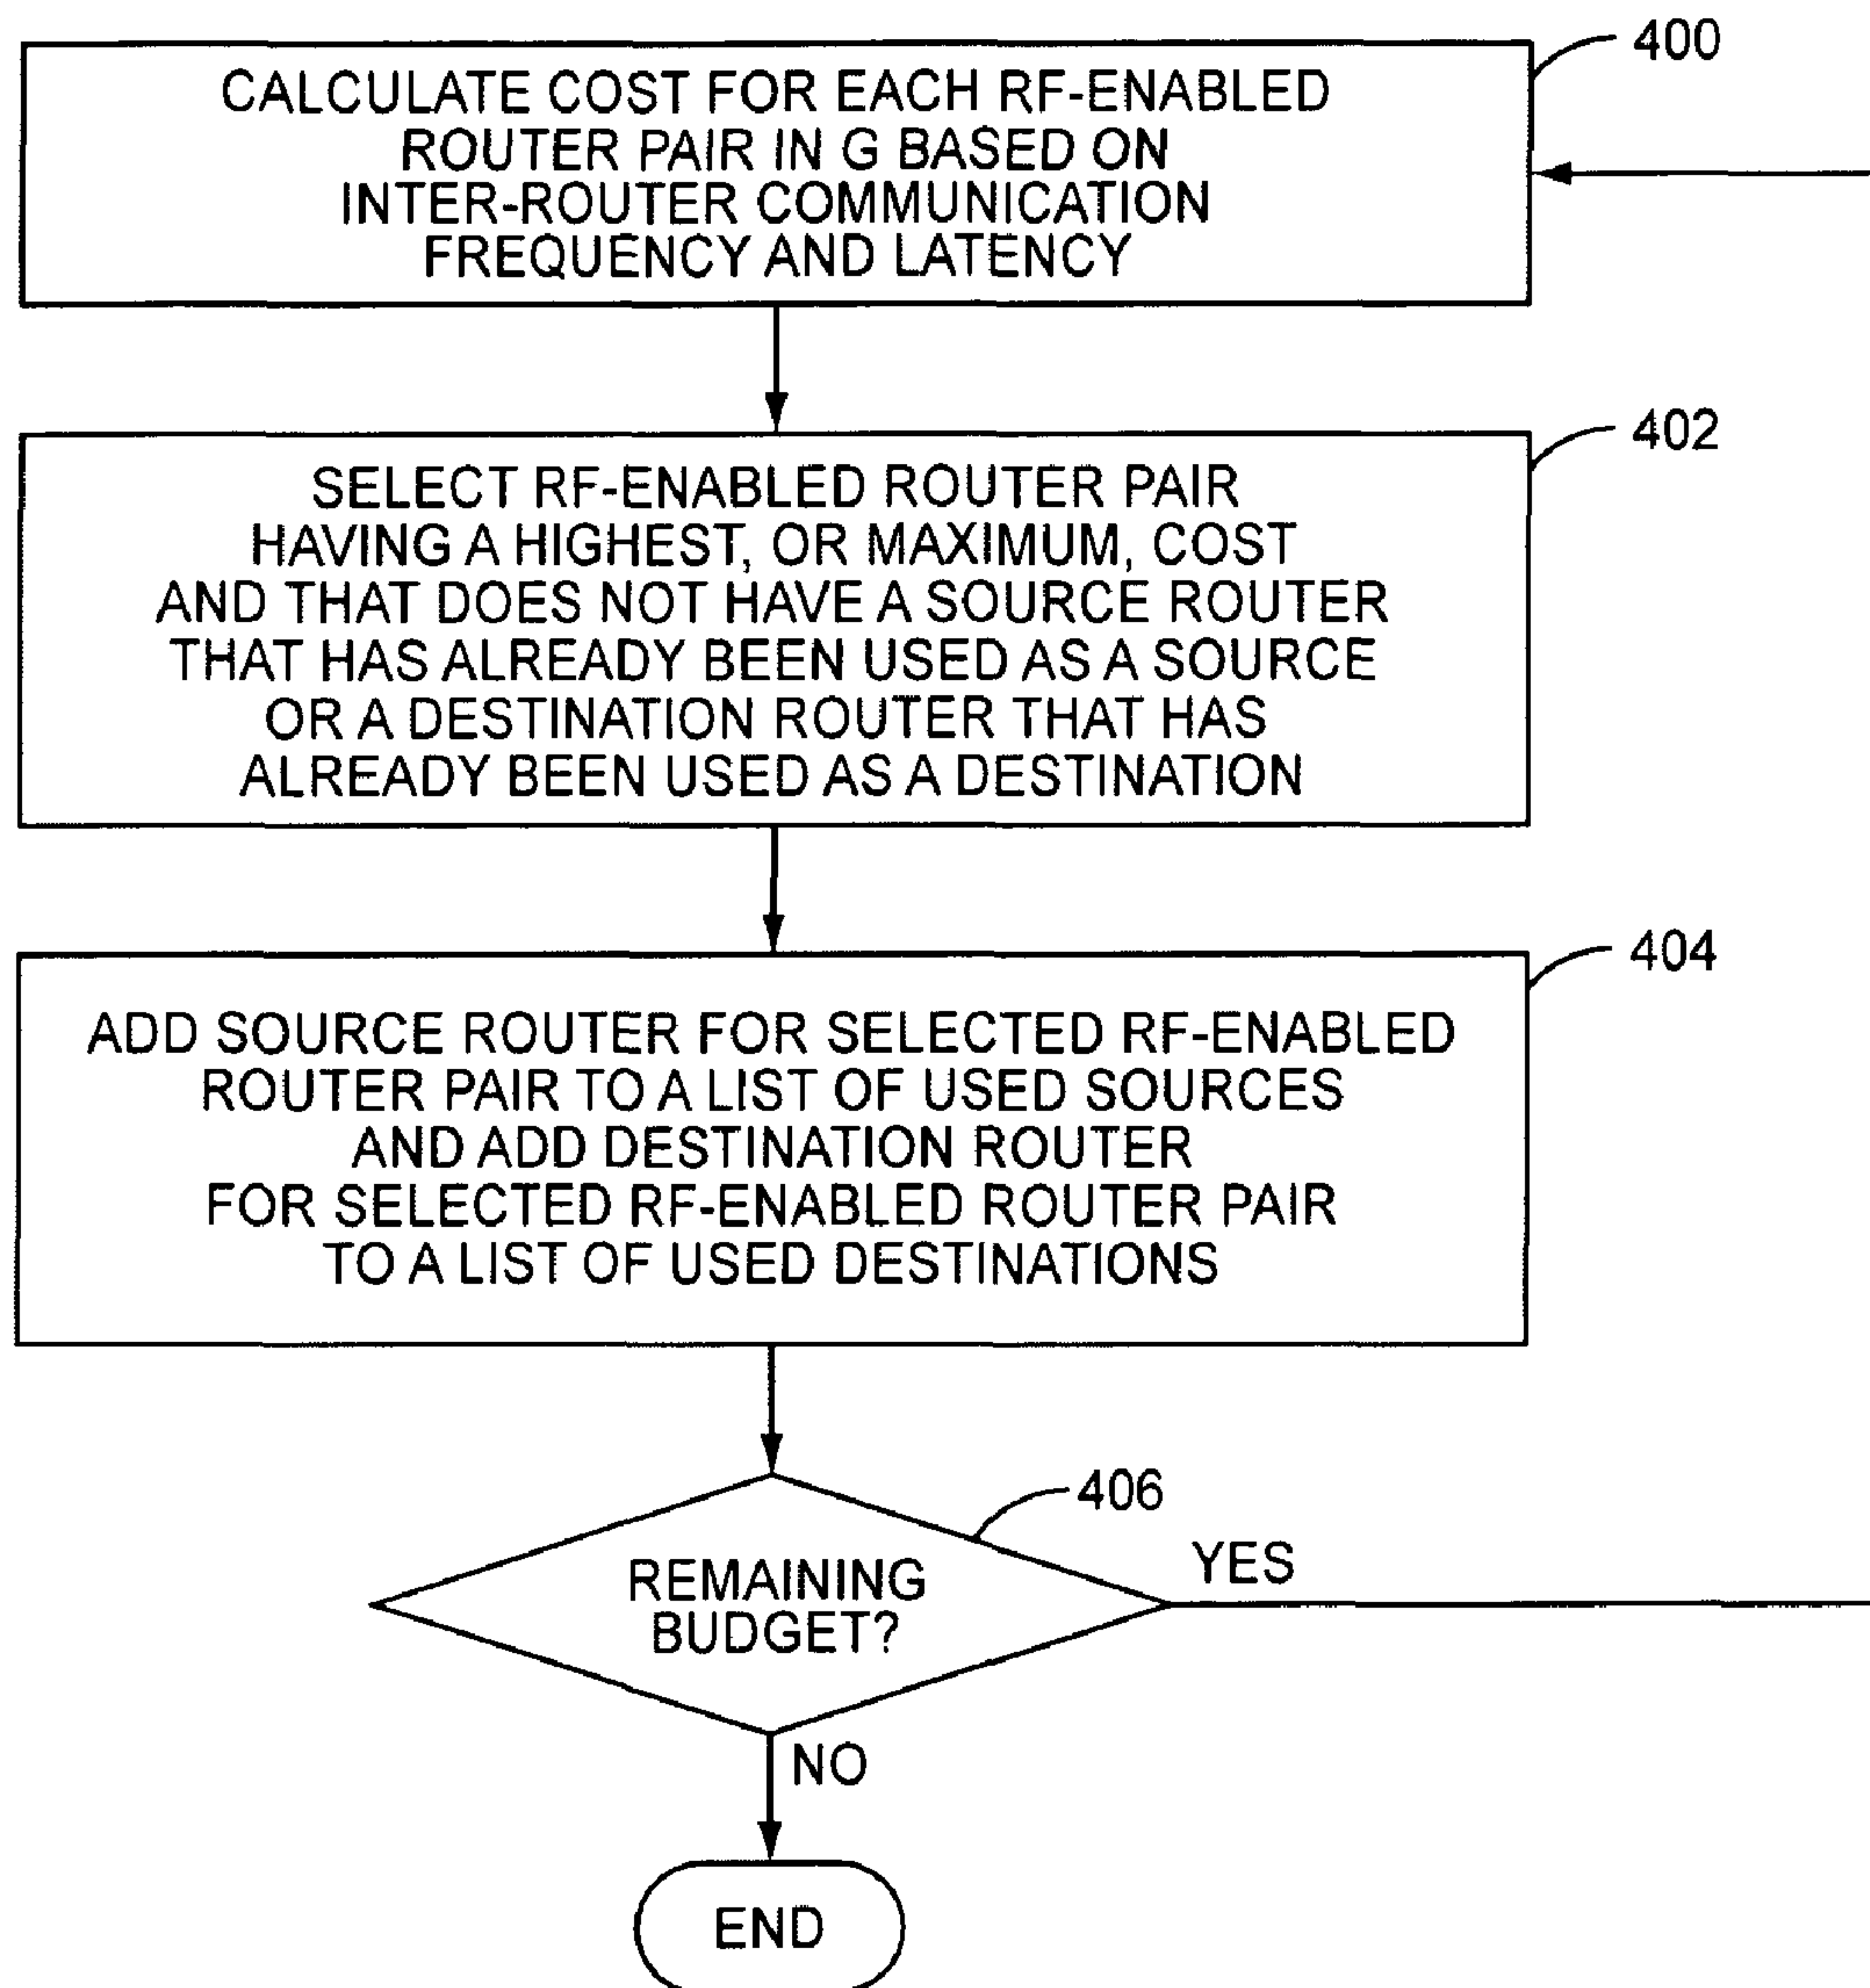 400
CALCULATE COST FOR EACH RF-ENABLED
ROUTER PAIR IN G BASED ON
INTER-ROUTER COMMUNICATION
FREQUENCY AND LATENCY
402
SELECT RF-ENABLED ROUTER PAIR
HAVING A HIGHEST, OR MAXIMUM, COST
AND THAT DOES NOT HAVE A SOURCE ROUTER
THAT HAS ALREADY BEEN USED AS A SOURCE
OR A DESTINATION ROUTER THAT HAS
ALREADY BEEN USED AS A DESTINATION
404
ADD SOURCE ROUTER FOR SELECTED RF-ENABLED
ROUTER PAIR TO A LIST OF USED SOURCES
AND ADD DESTINATION ROUTER
FOR SELECTED RF-ENABLED ROUTER PAIR
TO A LIST OF USED DESTINATIONS
406
REMAINING
BUDGET?
YES
NO
END